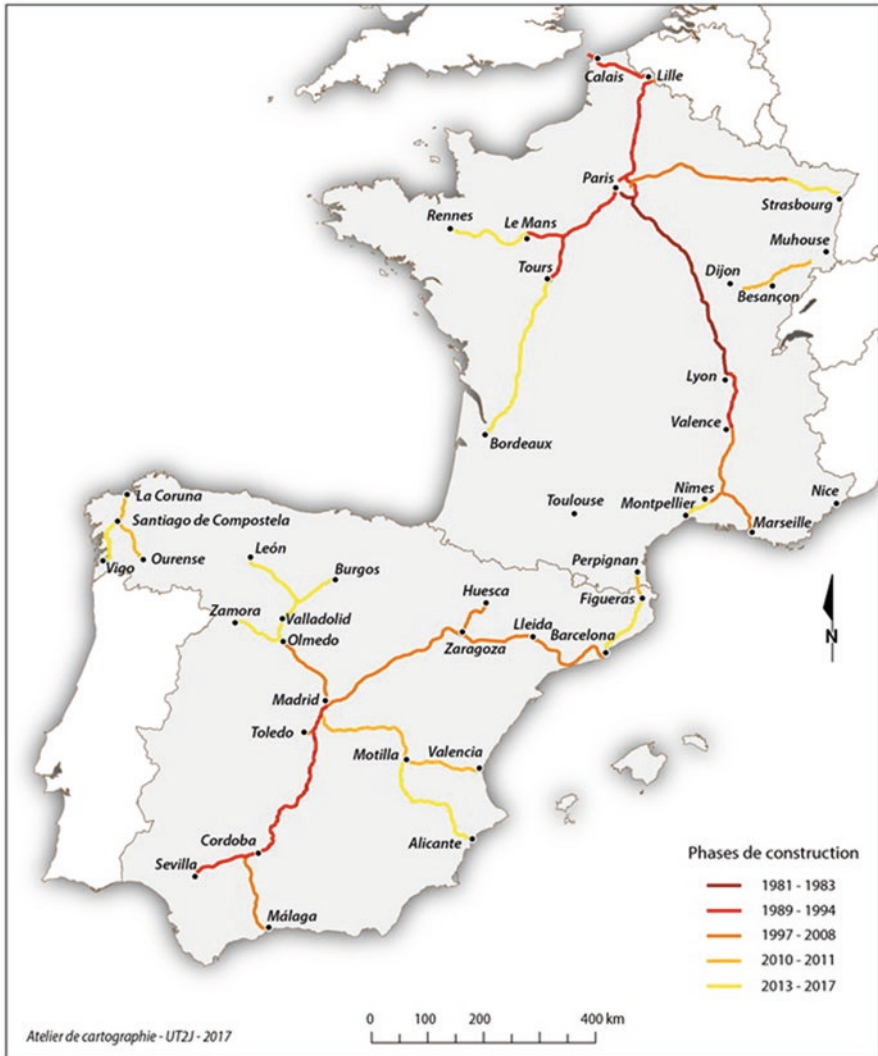 Calais
Lille
Paris
Strasbourg
Rennes
Le Mans
Muhouse
Tours
Dijon
Besançon
Lyon
Valence
Bordeaux
Nîmes
Toulouse
Montpellier
Nice
Marseille
La Coruna
Santiago de Compostela
León
Vigo
Ourense
Burgos
Perpignan
Huesca
Figueras
Zamora
Valladolid
Lleida
Barcelona
Olmedo
Zaragoza
N
Madrid
Toledo
Motilla
Valencia
Cordoba
Alicante
Sevilla
Málaga
Phases de construction
1981 - 1983
1989 - 1994
1997 - 2008
2010 - 2011
2013 - 2017
0 100 200 400 km
Atelier de cartographie - UT2J - 2017